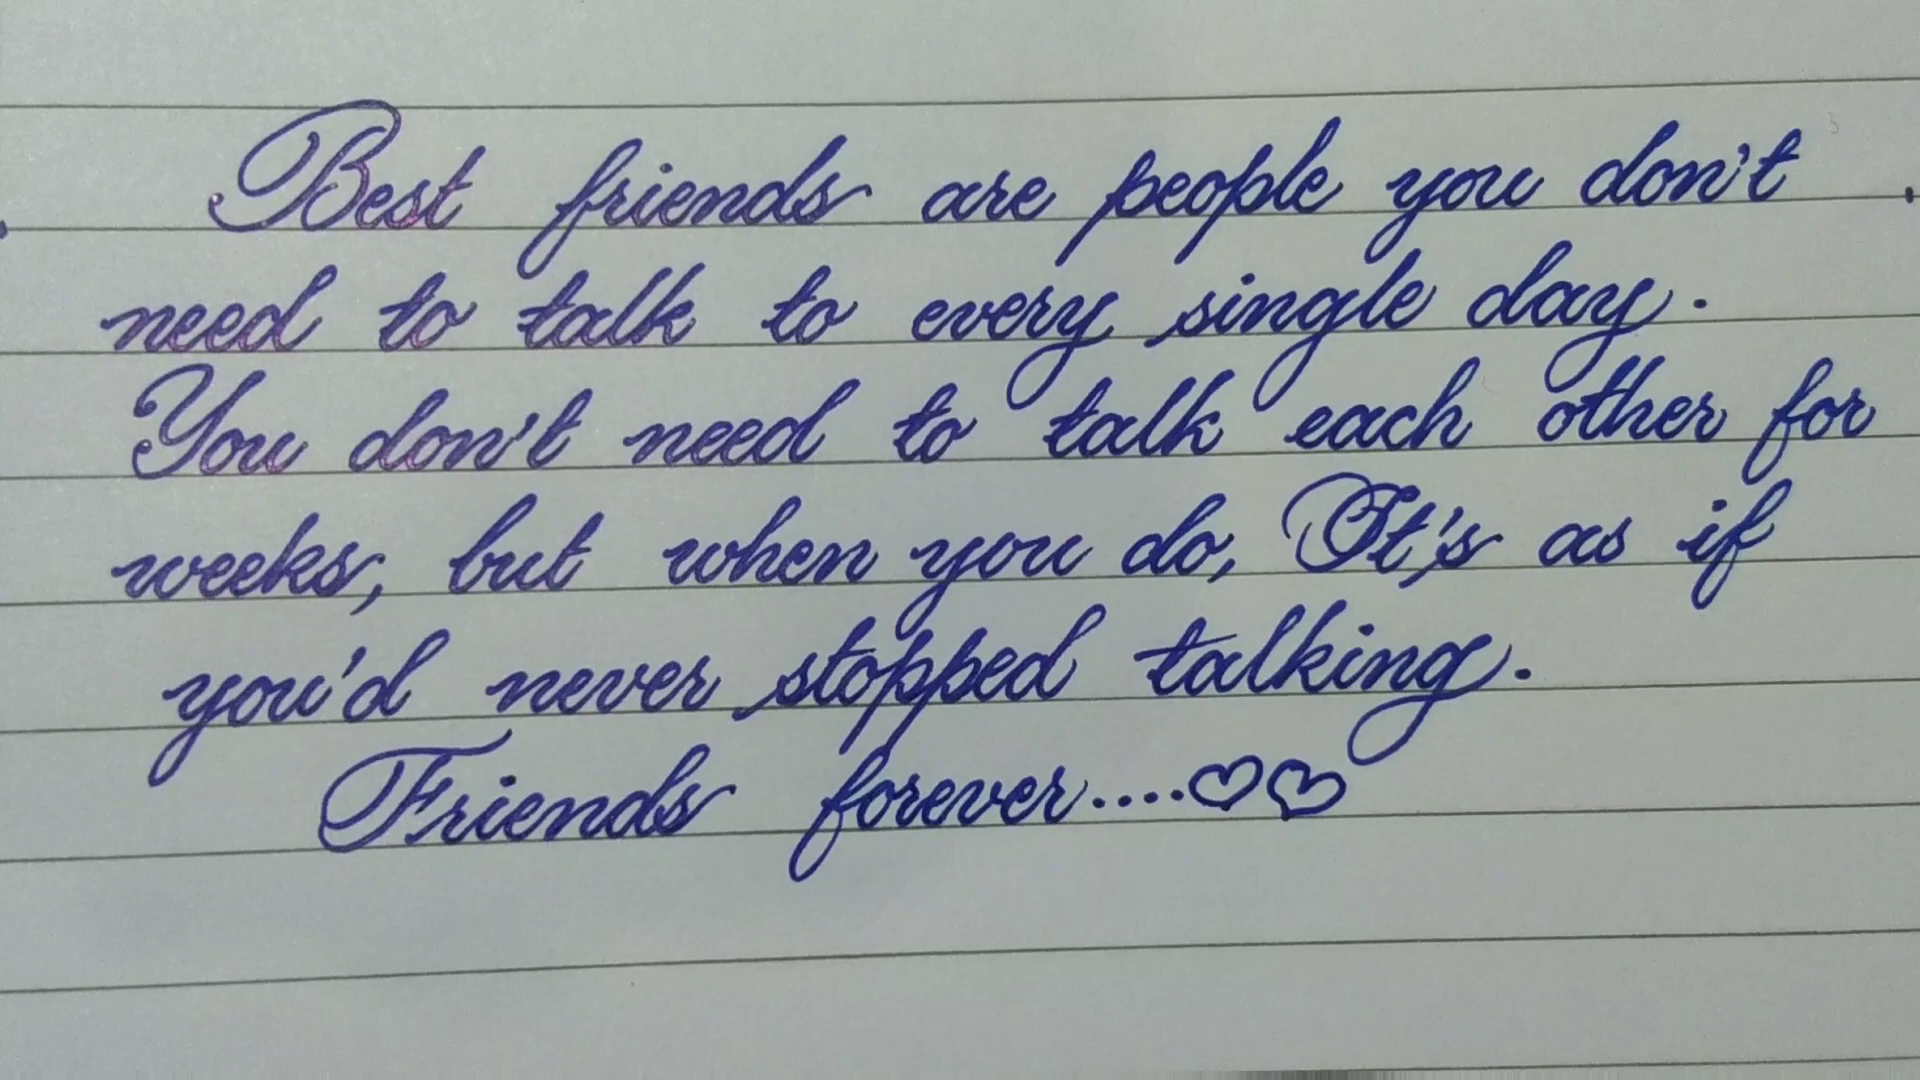 Best friends are people you don't
need to talk to every single day.
You don't need to talk each other for
weeks, but when you do, It's as if
you'd never stopped talking.
Friends forever....♡♡